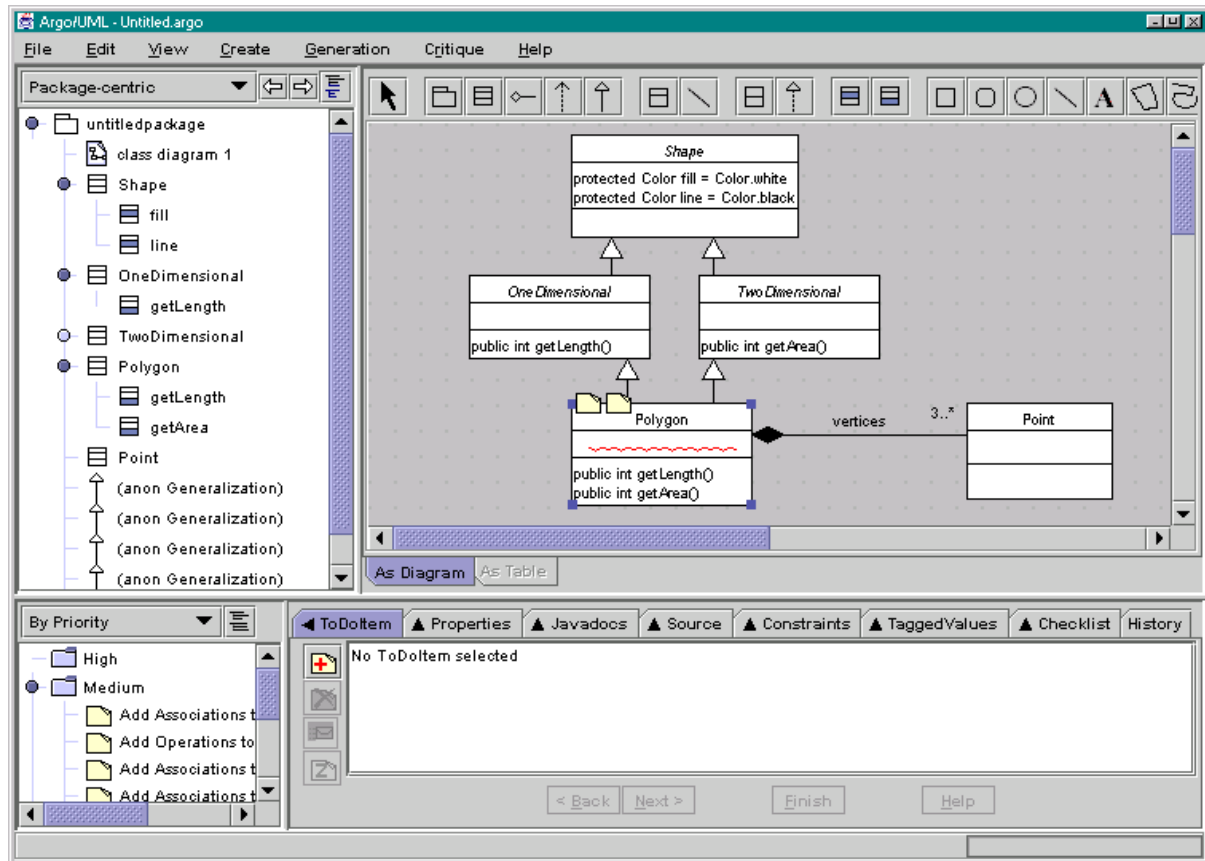 Argo/UML - Untitled.argo
File Edit View Create Generation Critique Help
Package-centric
untitledpackage
class diagram 1
Shape
fill
line
OneDimensional
getLength
TwoDimensional
Polygon
getLength
getArea
Point
(anon Generalization)
(anon Generalization)
(anon Generalization)
(anon Generalization)
A
Shape
protected Color fill = Color.white
protected Color line = Color.black
OneDimensional
public int getLength()
TwoDimensional
public int getArea()
Polygon
public int getLength()
public int getArea()
vertices
3..*
Point
As Diagram
As Table
By Priority
High
Medium
Add Associations t
Add Operations to
Add Associations t
Add Associations t
ToDoItem Properties Javadocs Source Constraints TaggedValues Checklist History
No ToDoItem selected
< Back Next > Finish Help